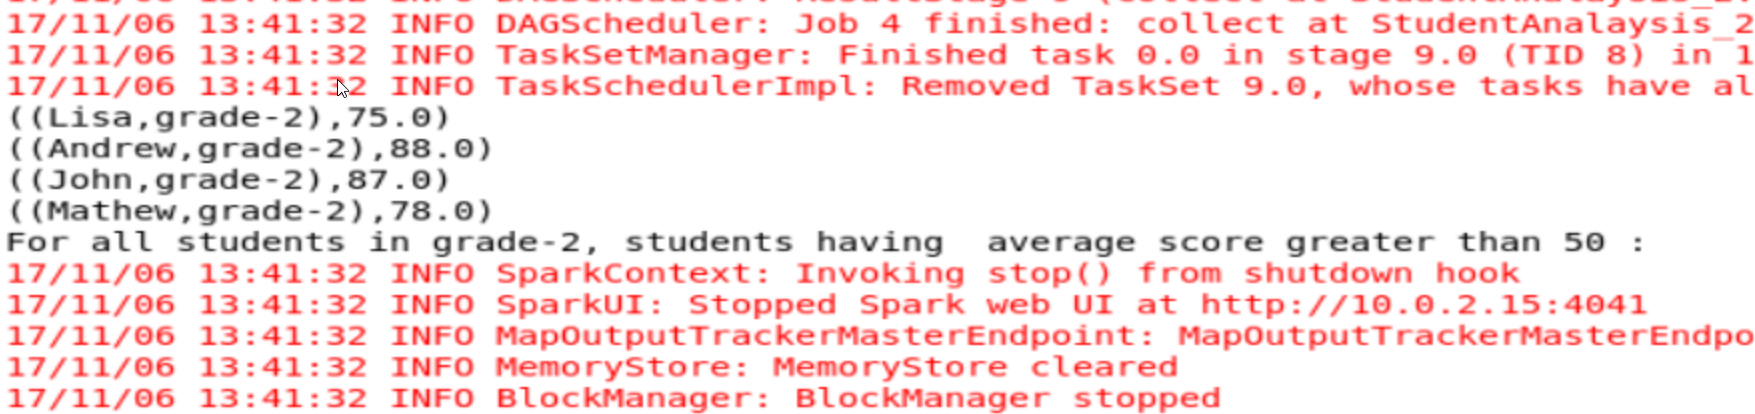 17/11/06 13:41:32 INFO DAGScheduler: Job 4 finished: collect at StudentAnalaysis_2
17/11/06 13:41:32 INFO TaskSetManager: Finished task 0.0 in stage 9.0 (TID 8) in 1
17/11/06 13:41:32 INFO TaskSchedulerImpl: Removed TaskSet 9.0, whose tasks have al
((Lisa,grade-2),75.0)
((Andrew,grade-2),88.0)
((John,grade-2),87.0)
((Mathew,grade-2),78.0)
For all students in grade-2, students having  average score greater than 50 :
17/11/06 13:41:32 INFO SparkContext: Invoking stop() from shutdown hook
17/11/06 13:41:32 INFO SparkUI: Stopped Spark web UI at http://10.0.2.15:4041
17/11/06 13:41:32 INFO MapOutputTrackerMasterEndpoint: MapOutputTrackerMasterEndpo
17/11/06 13:41:32 INFO MemoryStore: MemoryStore cleared
17/11/06 13:41:32 INFO BlockManager: BlockManager stopped